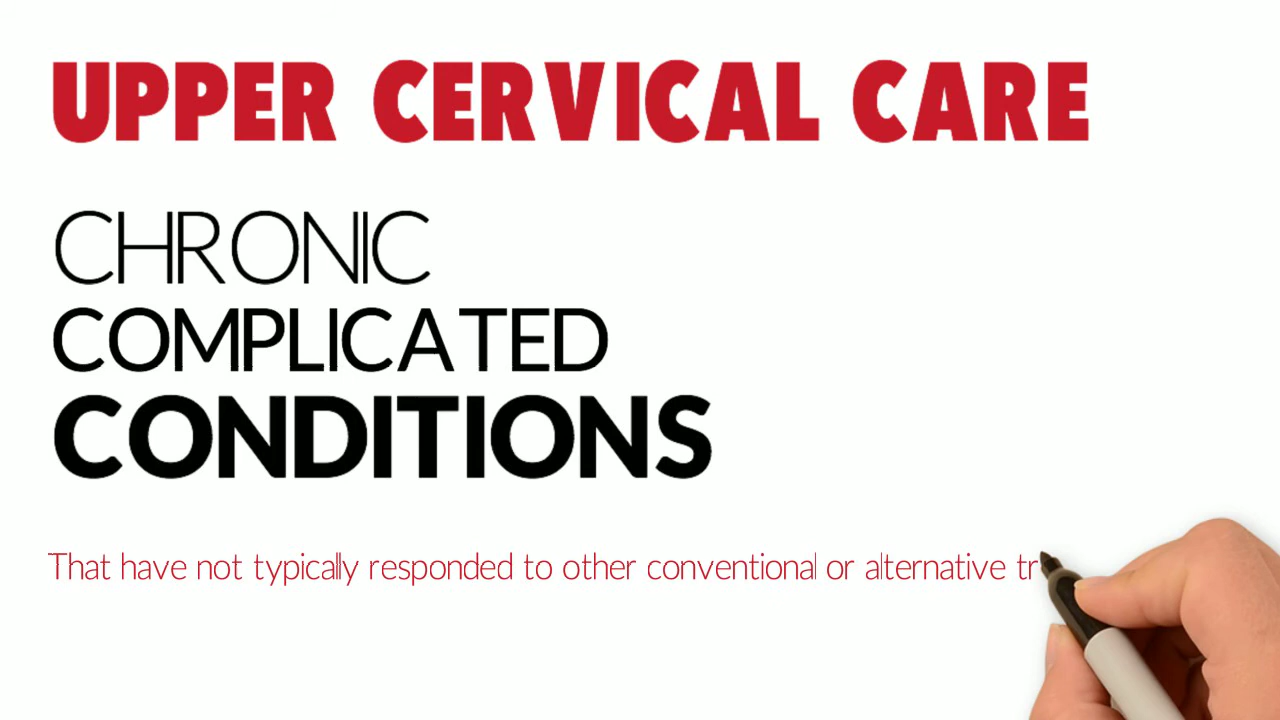 UPPER CERVICAL CARE
CHRONIC
COMPLICATED
CONDITIONS
That have not typically responded to other conventional or alternative tr